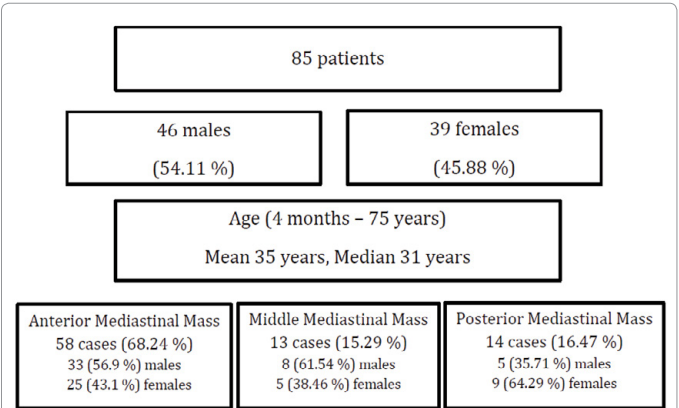 85 patients
46 males
(54.11 %)
39 females
(45.88 %)
Age (4 months – 75 years)
Mean 35 years, Median 31 years
Anterior Mediastinal Mass
58 cases (68.24 %)
33 (56.9 %) males
25 (43.1 %) females
Middle Mediastinal Mass
13 cases (15.29 %)
8 (61.54 %) males
5 (38.46 %) females
Posterior Mediastinal Mass
14 cases (16.47 %)
5 (35.71 %) males
9 (64.29 %) females